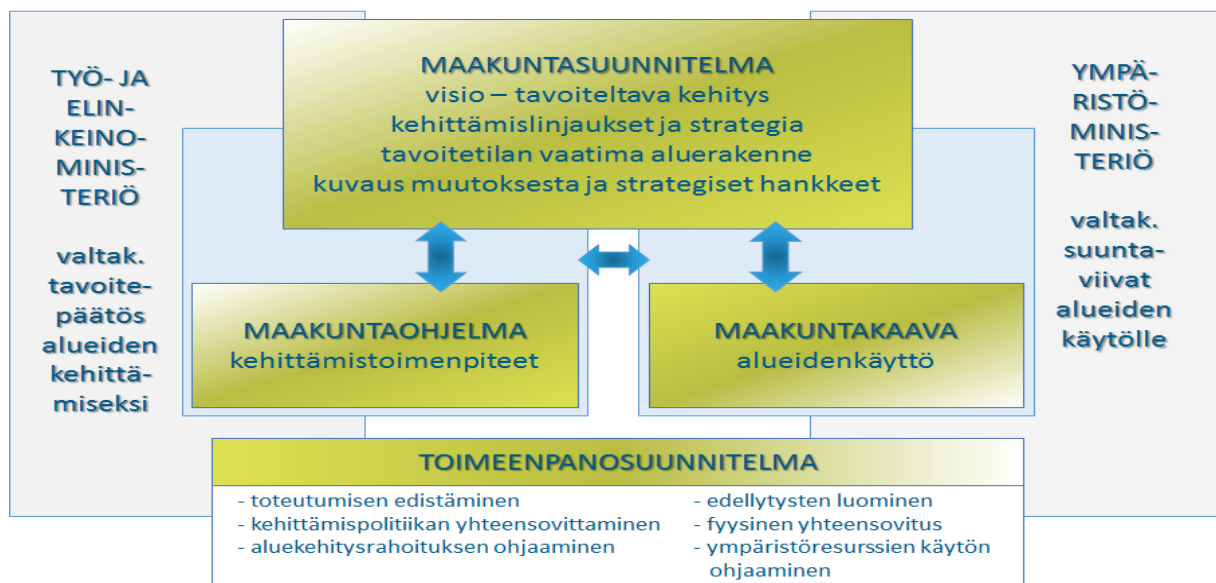 TYÖ- JA
ELIN-
KEINO-
MINIS-
TERIÖ
valtak.
tavoite-
päätös
alueiden
kehittä-
miseksi
MAAKUNTASUUNNITELMA
visio – tavoiteltava kehitys
kehittämislinjaukset ja strategia
tavoitetilan vaatima aluerakenne
kuvaus muutoksesta ja strategiset hankkeet
YMPÄ-
RISTÖ-
MINIS-
TERIÖ
valtak.
suunta-
viivat
alueiden
käytölle
MAAKUNTAOHJELMA
kehittämistoimenpiteet
MAAKUNTAKAAVA
alueidenkäyttö
TOIMEENPANOSUUNNITELMA
- toteutumisen edistäminen
- kehittämispolitiikan yhteensovittaminen
- aluekehitysrahoituksen ohjaaminen
- edellytysten luominen
- fyysinen yhteensovitus
- ympäristöresurssien käytön
ohjaaminen